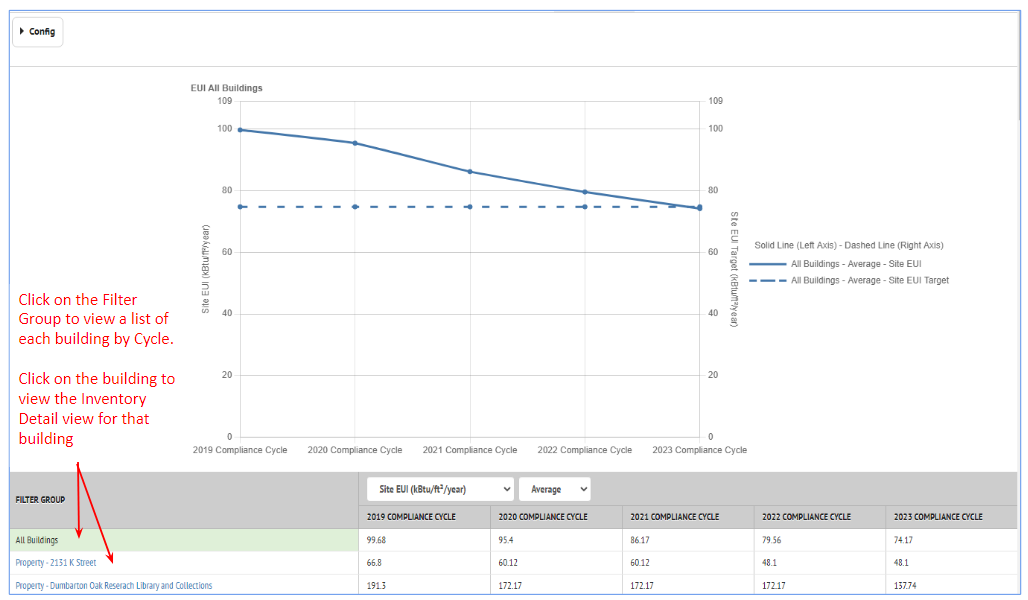 Config
EUI All Buildings
109
109
100
100
80
80
60
60
40
40
20
20
0
0
Site EUI (kBtu/ft²/year)
Site EUI Target (kBtu/ft²/year)
2019 Compliance Cycle
2020 Compliance Cycle
2021 Compliance Cycle
2022 Compliance Cycle
2023 Compliance Cycle
Solid Line (Left Axis) - Dashed Line (Right Axis)
All Buildings - Average - Site EUI
All Buildings - Average - Site EUI Target
Click on the Filter
Group to view a list of
each building by Cycle.
Click on the building to
view the Inventory
Detail view for that
building
FILTER GROUP
Site EUI (kBtu/ft²/year) Average
2019 COMPLIANCE CYCLE 2020 COMPLIANCE CYCLE 2021 COMPLIANCE CYCLE 2022 COMPLIANCE CYCLE 2023 COMPLIANCE CYCLE
All Buildings 99.68 95.4 86.17 79.56 74.17
Property - 2131 K Street 66.8 60.12 60.12 48.1 48.1
Property - Dumbarton Oak Reserach Library and Collections 191.3 172.17 172.17 172.17 137.74